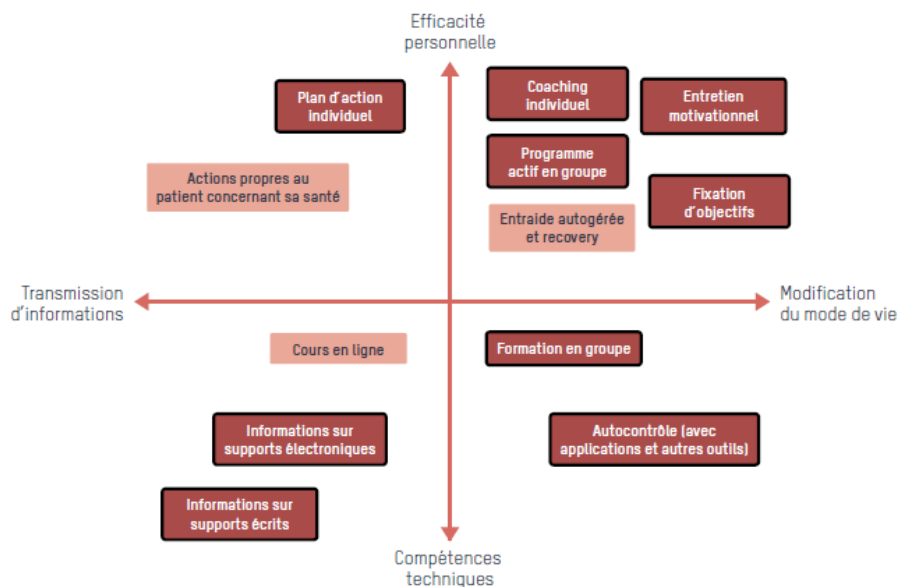 Efficacité
personnelle
Plan d'action
individuel
Coaching
individuel
Entretien
motivationnel
Programme
actif en groupe
Actions propres au
patient concernant sa santé
Fixation
d'objectifs
Entraide autogérée
et recovery
Transmission
d'informations
Modification
du mode de vie
Cours en ligne
Formation en groupe
Informations sur
supports électroniques
Autocontrôle (avec
applications et autres outils)
Informations sur
supports écrits
Compétences
techniques